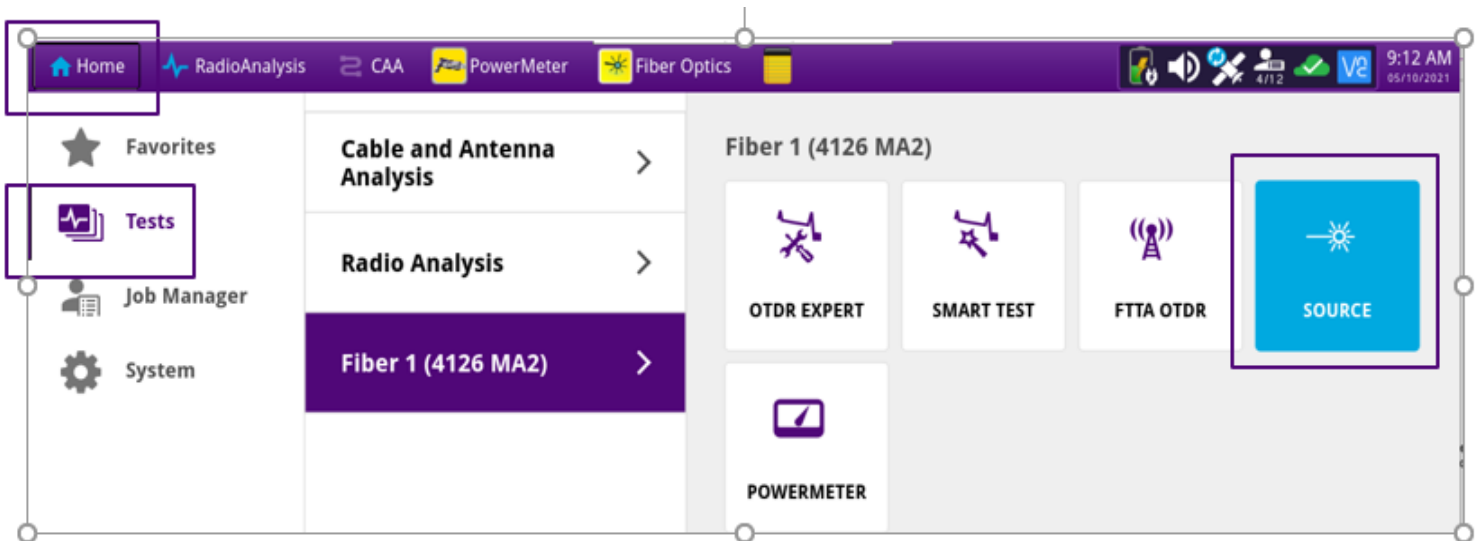 Home
RadioAnalysis
CAA
PowerMeter
Fiber Optics
4/12
9:12 AM
05/10/2021
Favorites
Tests
Job Manager
System
Cable and Antenna
Analysis
Radio Analysis
Fiber 1 (4126 MA2)
Fiber 1 (4126 MA2)
OTDR EXPERT
SMART TEST
FTTA OTDR
SOURCE
POWERMETER